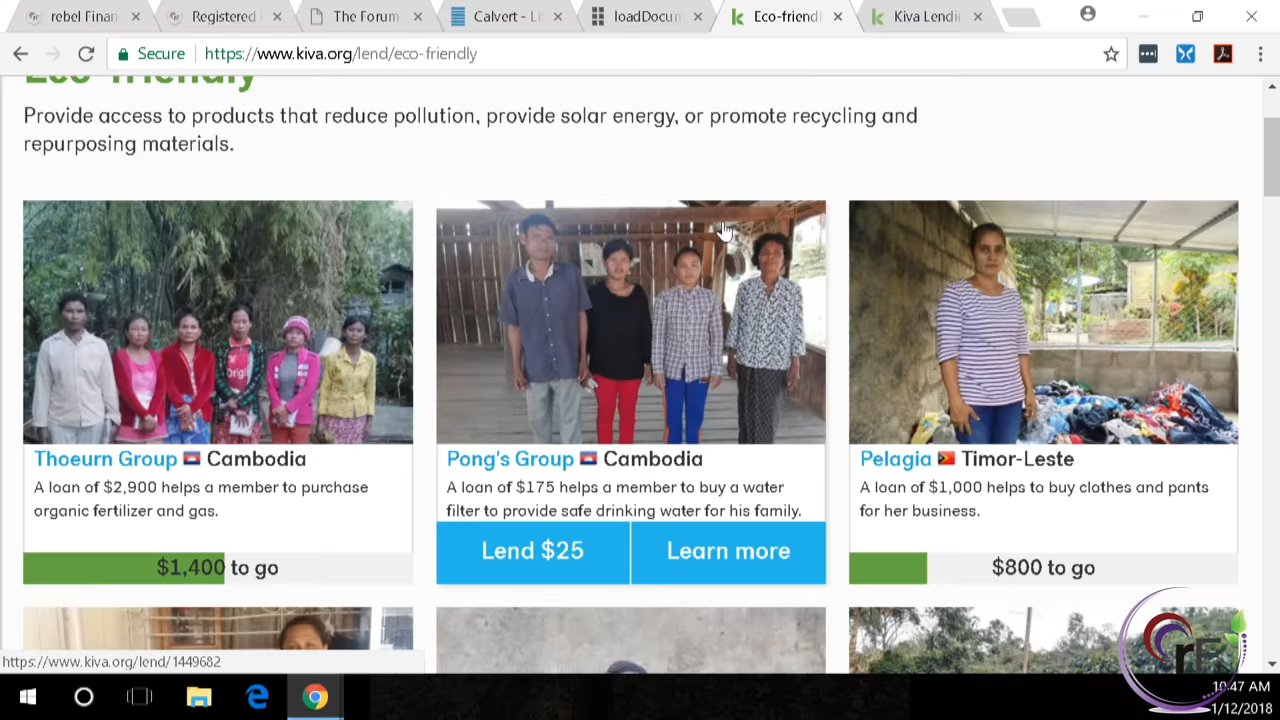 rebel Finan
Registered
The Forum
Calvert - Li
loadDocum
Eco-friendl
Kiva Lendi
Secure
https://www.kiva.org/lend/eco-friendly
Eco-friendly
Provide access to products that reduce pollution, provide solar energy, or promote recycling and
repurposing materials.
Thoeurn Group Cambodia
A loan of $2,900 helps a member to purchase
organic fertilizer and gas.
$1,400 to go
Pong's Group Cambodia
A loan of $175 helps a member to buy a water
filter to provide safe drinking water for his family.
Lend $25
Learn more
Pelagia Timor-Leste
A loan of $1,000 helps to buy clothes and pants
for her business.
$800 to go
https://www.kiva.org/lend/1449682
rF
10:47 AM
1/12/2018